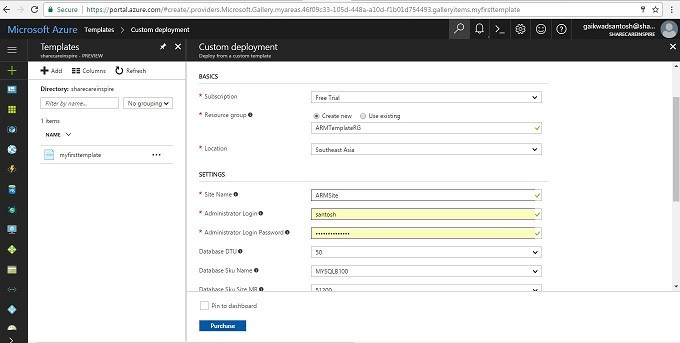 Secure https://portal.azure.com/#create/.providers.Microsoft.Gallery.myareas.46f09c33-105d-448a-a10d-f1b01d754493.galleryitems.myfirsttemplate
Microsoft Azure Templates > Custom deployment
gaikwadsantosh@sha...
SHARECAREINSPIRE
Templates
sharecareinspire - PREVIEW
Add Columns Refresh
Directory: sharecareinspire
Filter by name... No grouping
1 items
NAME
myfirsttemplate
Custom deployment
Deploy from a custom template
BASICS
* Subscription Free Trial
* Resource group Create new Use existing
ARMTemplateRG
* Location Southeast Asia
SETTINGS
* Site Name ARMSite
* Administrator Login santosh
* Administrator Login Password ••••••••••••••
Database DTU 50
Database Sku Name MYSQLB100
Database Sku Size MB 51200
Pin to dashboard
Purchase